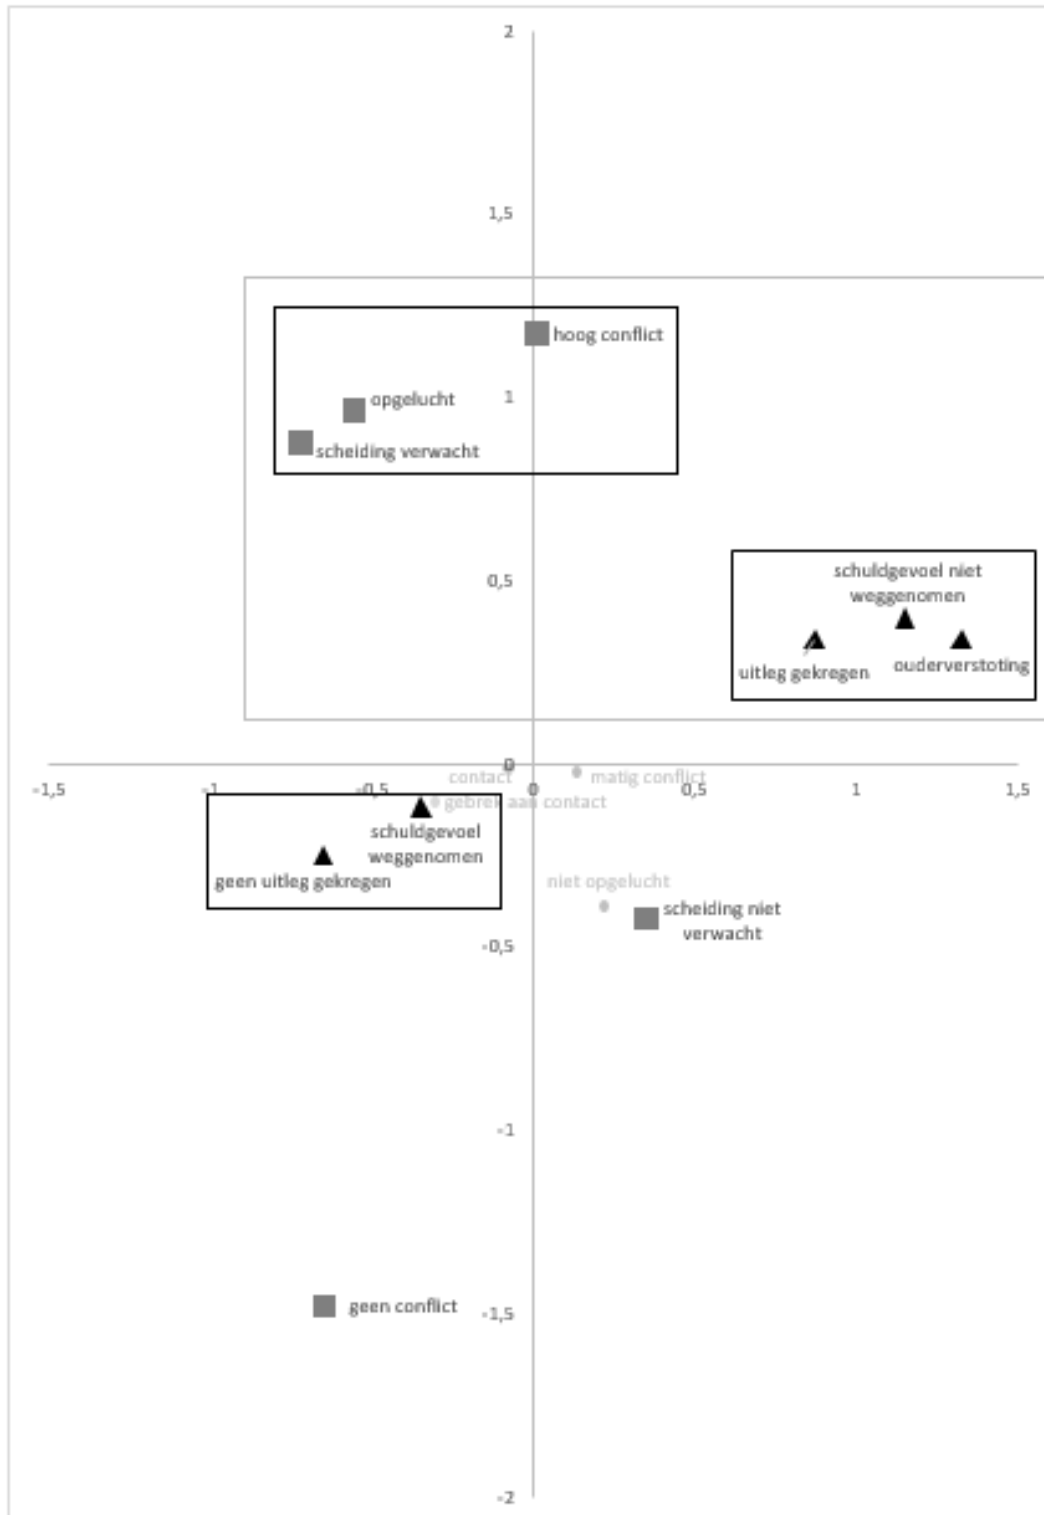 2
1,5
hoog conflict
opgelucht
1
scheiding verwacht
0,5
schuldgevoel niet
weggenomen
uitleg gekregen
ouderverstoting
0
contact
matig conflict
-1,5
-1
-0,5
0
0,5
1
1,5
gebrek aan contact
schuldgevoel
weggenomen
geen uitleg gekregen
niet opgelucht
scheiding niet
verwacht
-0,5
-1
geen conflict
-1,5
-2